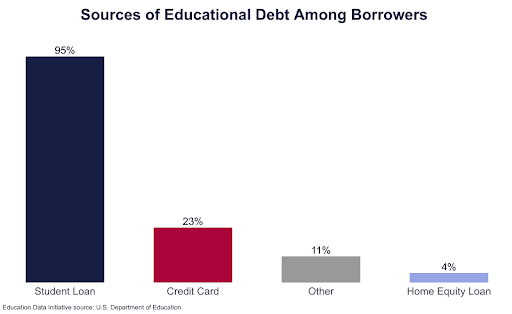 Sources of Educational Debt Among Borrowers
95%
23%
11%
4%
Student Loan
Credit Card
Other
Home Equity Loan
Education Data Initiative source: U.S. Department of Education